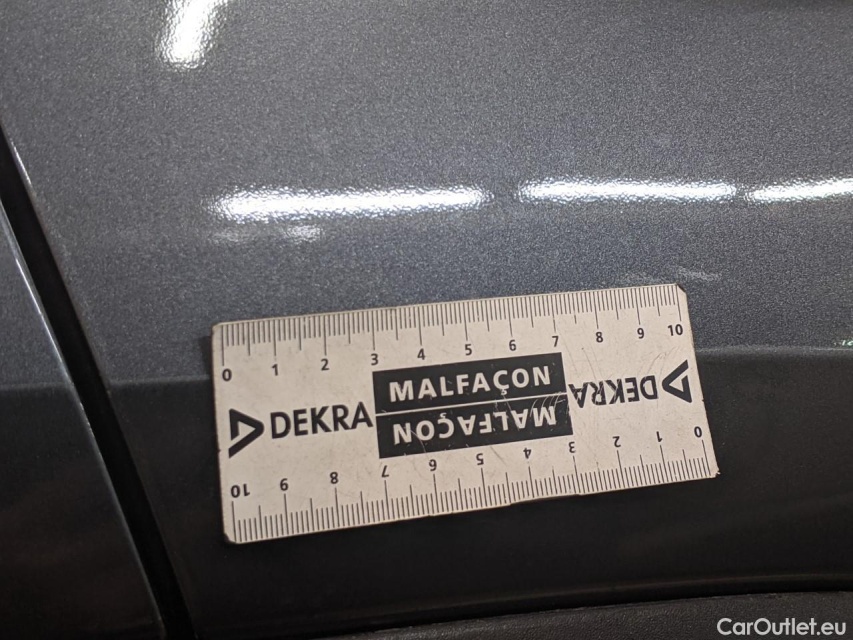 0 1 2 3 4 5 6 7 8 9 10
DEKRA MALFAÇON DEKRA
MALFAÇON
10 9 8 7 6 5 4 3 2 1 0
CarOutlet.eu